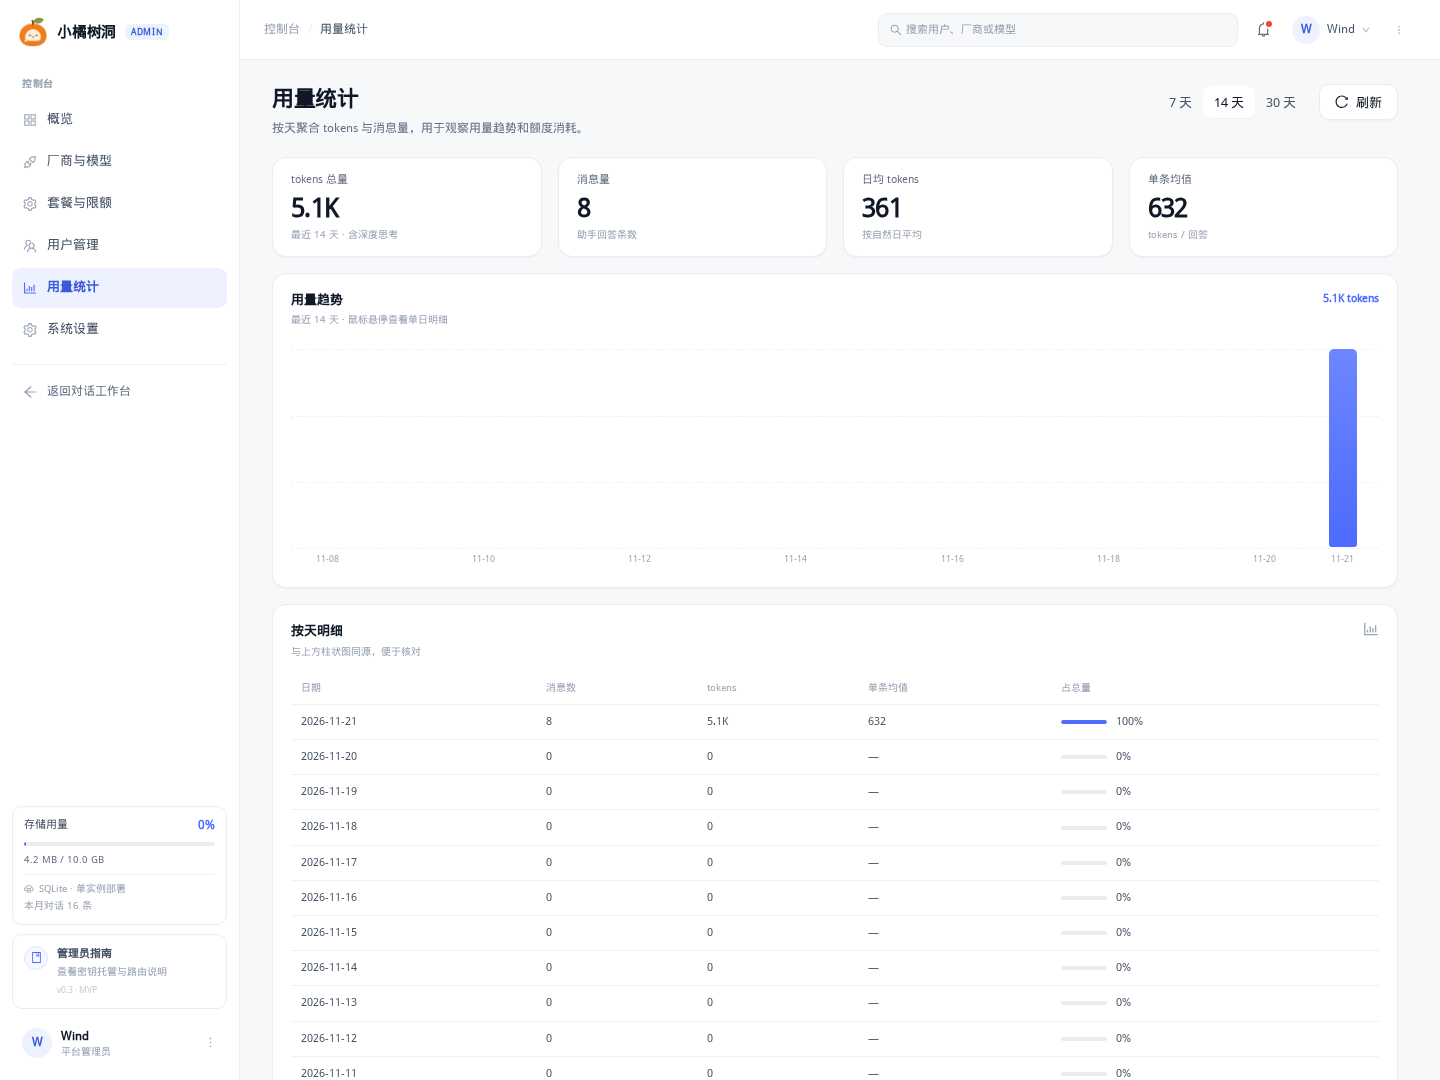 小橘树洞 ADMIN
控制台
概览
厂商与模型
套餐与限额
用户管理
用量统计
系统设置
返回对话工作台
存储用量 0%
4.2 MB / 10.0 GB
SQLite · 单实例部署
本月对话 16 条
管理员指南
查看密钥托管与路由说明
v0.3 · MVP
W Wind
平台管理员
控制台 / 用量统计
搜索用户、厂商或模型
W Wind
用量统计
按天聚合 tokens 与消息量，用于观察用量趋势和额度消耗。
7 天 14 天 30 天 刷新
tokens 总量
5.1K
最近 14 天 · 含深度思考
消息量
8
助手回答条数
日均 tokens
361
按自然日平均
单条均值
632
tokens / 回答
用量趋势 5.1K tokens
最近 14 天 · 鼠标悬停查看单日明细
11-08 11-10 11-12 11-14 11-16 11-18 11-20 11-21
按天明细
与上方柱状图同源，便于核对
日期 消息数 tokens 单条均值 占总量
2026-11-21 8 5.1K 632 100%
2026-11-20 0 0 — 0%
2026-11-19 0 0 — 0%
2026-11-18 0 0 — 0%
2026-11-17 0 0 — 0%
2026-11-16 0 0 — 0%
2026-11-15 0 0 — 0%
2026-11-14 0 0 — 0%
2026-11-13 0 0 — 0%
2026-11-12 0 0 — 0%
2026-11-11 0 0 — 0%